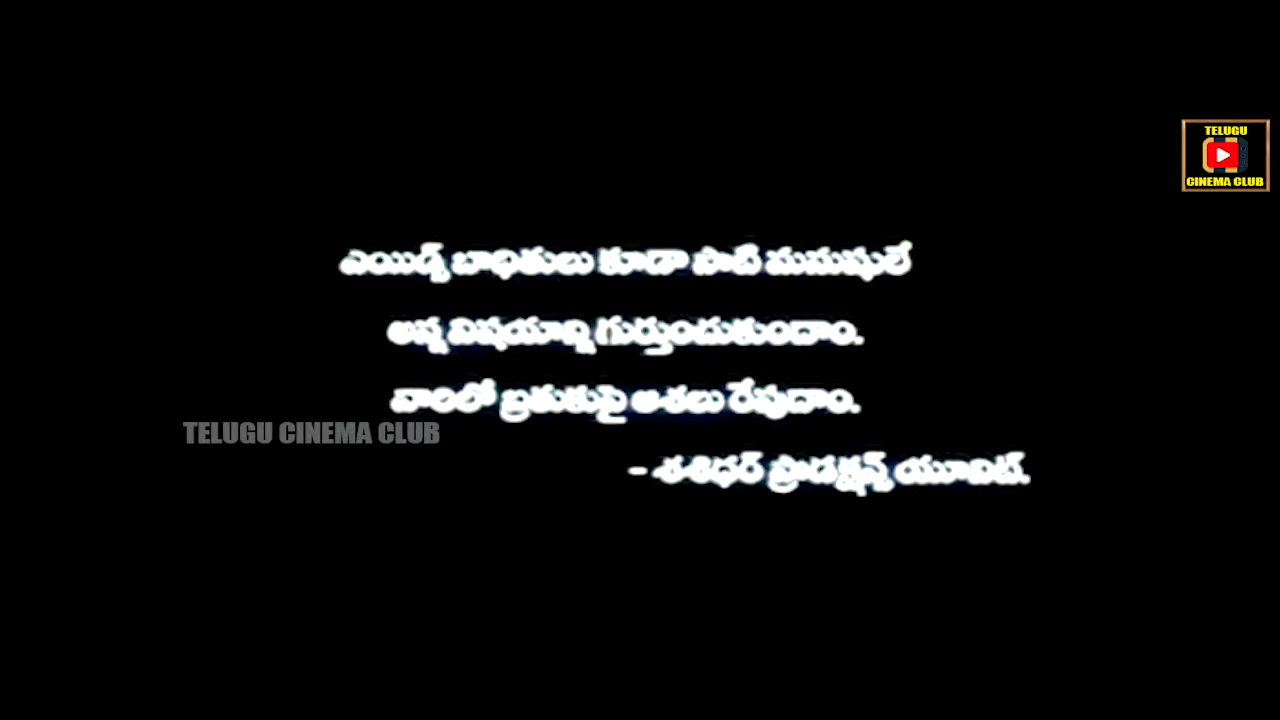 TELUGU
CINEMA CLUB
ఎయిడ్స్ బాధితులు కూడా సాటి మనుషులే
అన్న విషయాన్ని గుర్తుంచుకుందాం.
వారిలో బ్రతుకుపై ఆశలు రేపుదాం.
TELUGU CINEMA CLUB
- శశిధర్ ప్రొడక్షన్స్ యూనిట్.